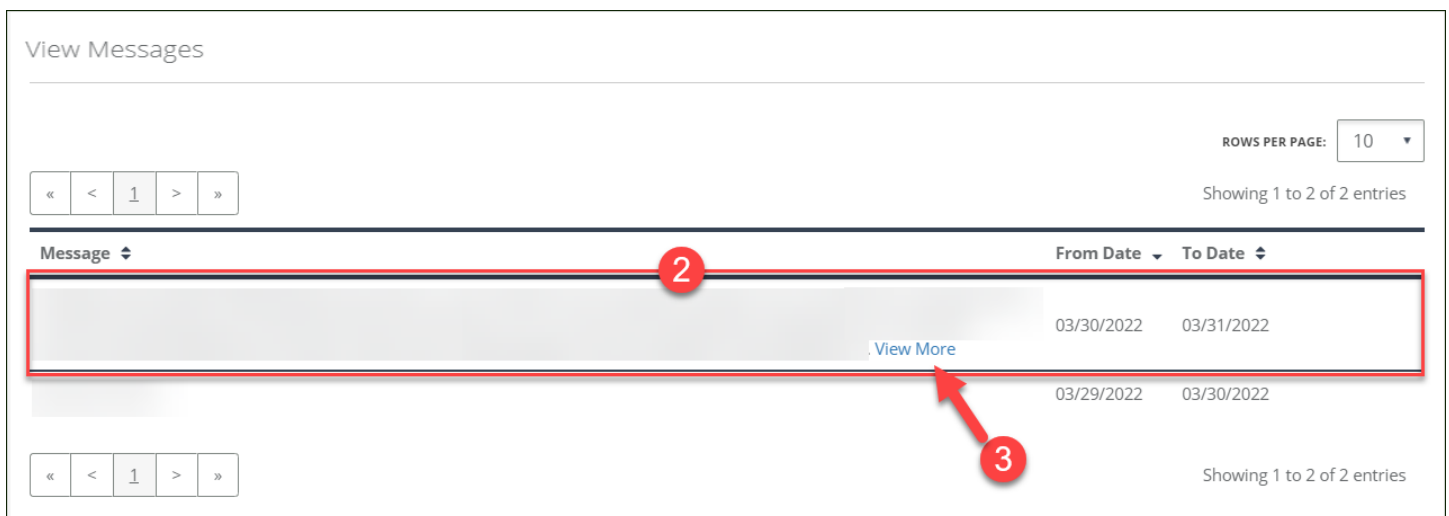 View Messages
ROWS PER PAGE: 10
« < 1 > » Showing 1 to 2 of 2 entries
Message From Date To Date
2
03/30/2022 03/31/2022
. View More
03/29/2022 03/30/2022
3
« < 1 > » Showing 1 to 2 of 2 entries